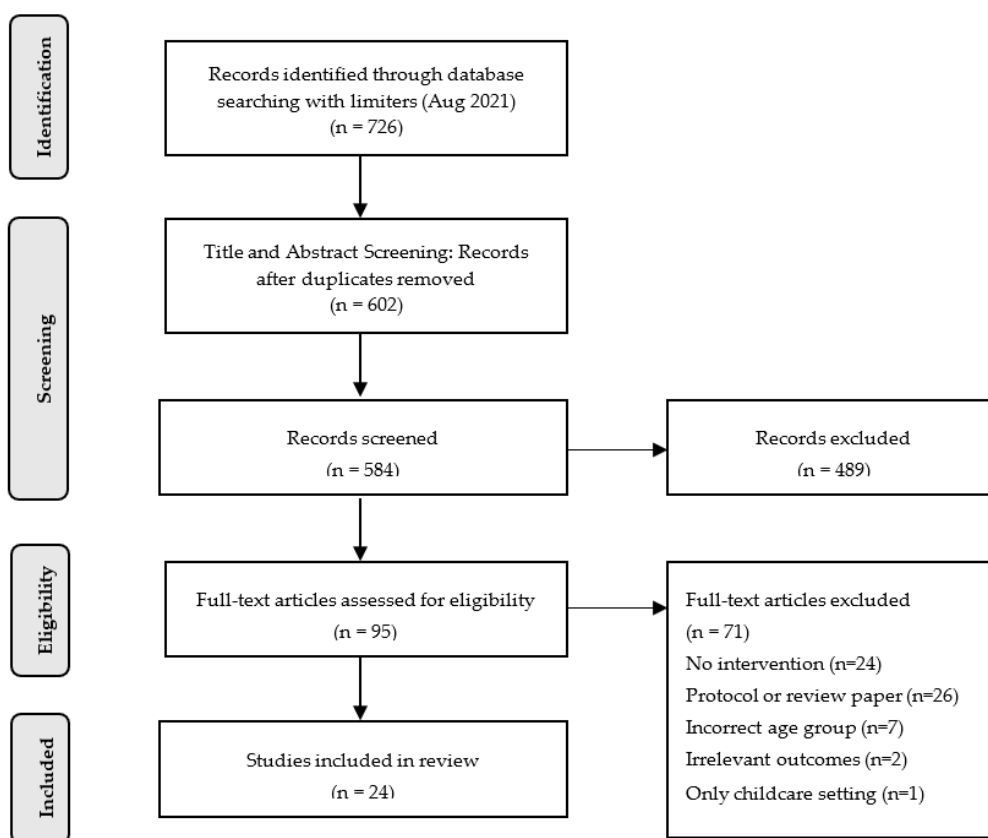 Identification
Records identified through database
searching with limiters (Aug 2021)
(n = 726)
Screening
Title and Abstract Screening: Records
after duplicates removed
(n = 602)
Records screened
(n = 584)
Records excluded
(n = 489)
Eligibility
Full-text articles assessed for eligibility
(n = 95)
Full-text articles excluded
(n = 71)
No intervention (n=24)
Protocol or review paper (n=26)
Incorrect age group (n=7)
Irrelevant outcomes (n=2)
Only childcare setting (n=1)
Included
Studies included in review
(n = 24)